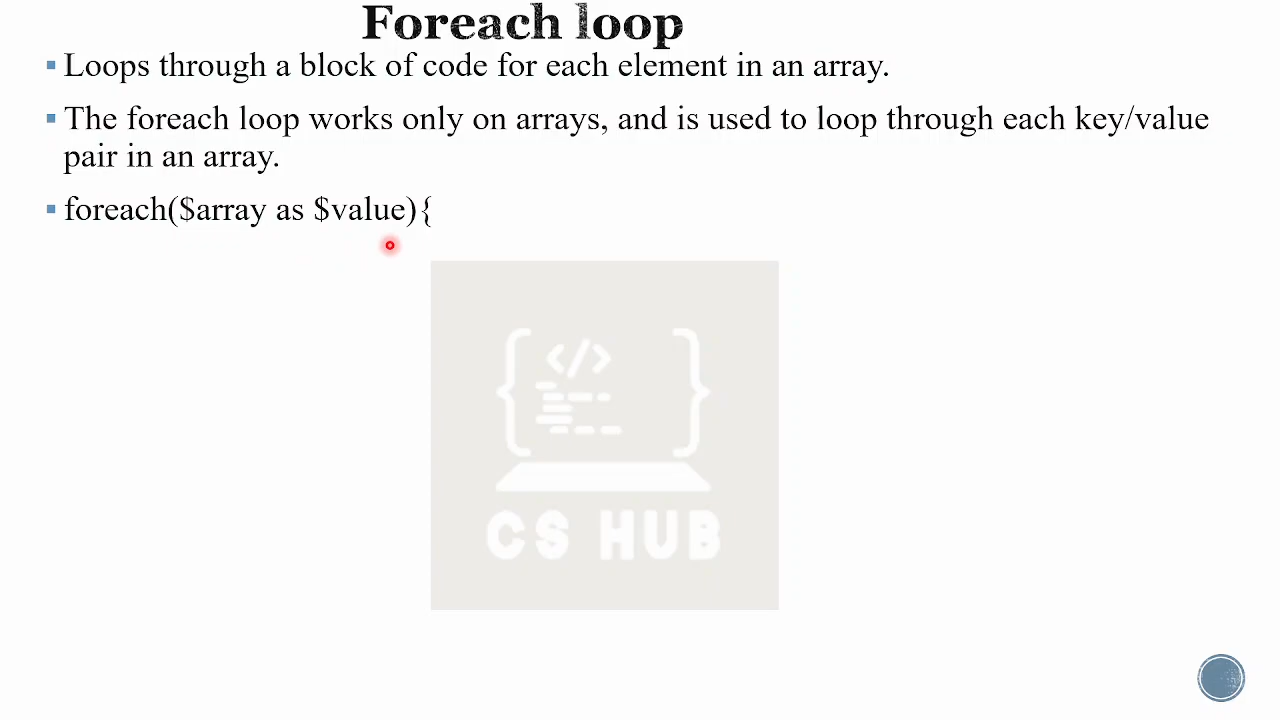 Foreach loop
▪ Loops through a block of code for each element in an array.
▪ The foreach loop works only on arrays, and is used to loop through each key/value
pair in an array.
▪ foreach($array as $value){
</>
CS HUB